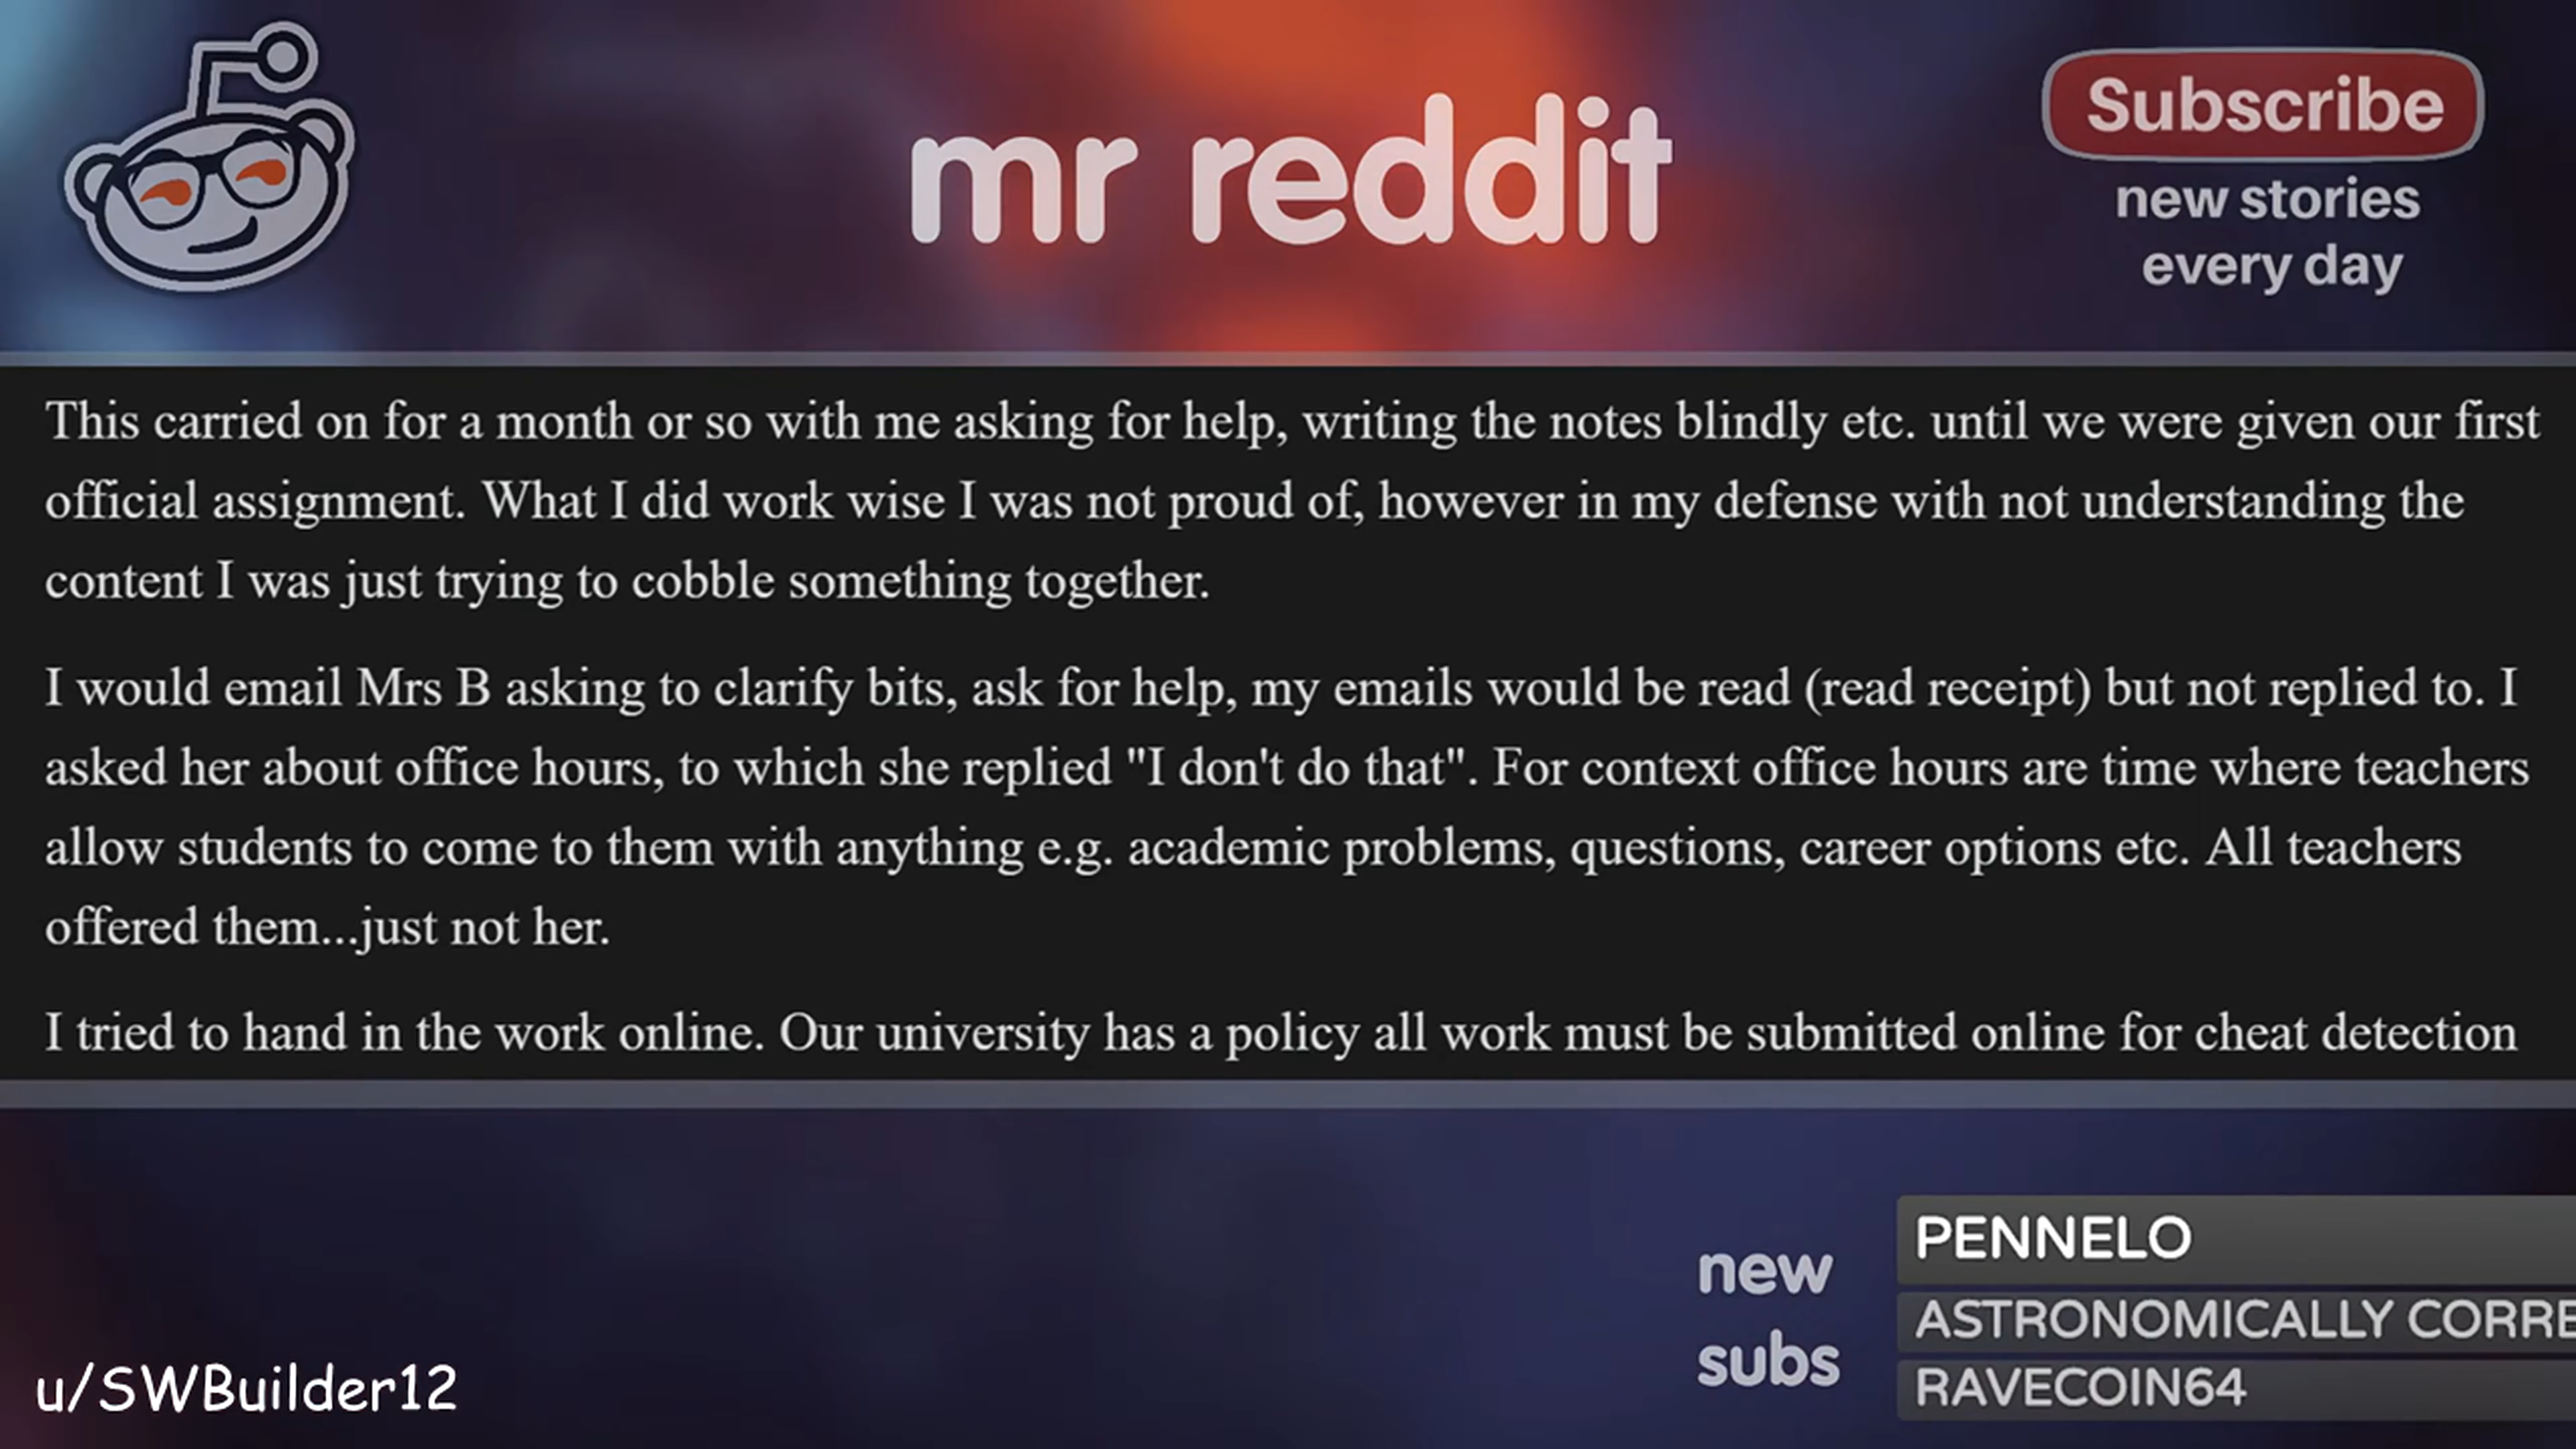 mr reddit
Subscribe
new stories
every day
This carried on for a month or so with me asking for help, writing the notes blindly etc. until we were given our first
official assignment. What I did work wise I was not proud of, however in my defense with not understanding the
content I was just trying to cobble something together.
I would email Mrs B asking to clarify bits, ask for help, my emails would be read (read receipt) but not replied to. I
asked her about office hours, to which she replied "I don't do that". For context office hours are time where teachers
allow students to come to them with anything e.g. academic problems, questions, career options etc. All teachers
offered them...just not her.
I tried to hand in the work online. Our university has a policy all work must be submitted online for cheat detection
new
subs
PENNELO
ASTRONOMICALLY CORRE
RAVECOIN64
u/SWBuilder12